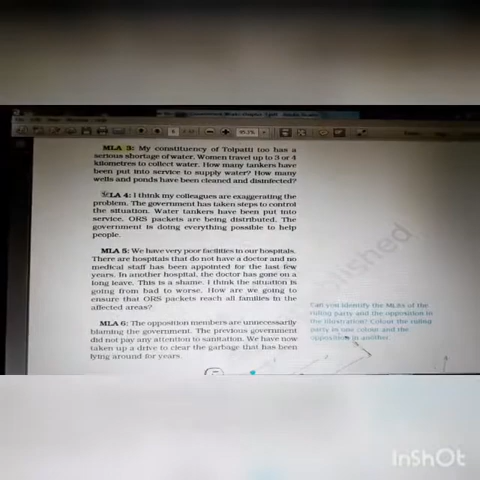 MLA 3: My constituency of Tolpatti too has a
serious shortage of water. Women travel up to 3 or 4
kilometres to collect water. How many tankers have
been put into service to supply water? How many
wells and ponds have been cleaned and disinfected?
LA 4: I think my colleagues are exaggerating the
problem. The government has taken steps to control
the situation. Water tankers have been put into
service. ORS packets are being distributed. The
government is doing everything possible to help
people.
MLA 5: We have very poor facilities in our hospitals.
There are hospitals that do not have a doctor and no
medical staff has been appointed for the last few
years. In another hospital, the doctor has gone on a
long leave. This is a shame. I think the situation is
going from bad to worse. How are we going to
ensure that ORS packets reach all families in the
affected areas?
MLA 6: The opposition members are unnecessarily
blaming the government. The previous government
did not pay any attention to sanitation. We have now
taken up a drive to clear the garbage that has been
lying around for years.
Can you identify the MLAs of the
ruling party and the opposition in
the illustration? Colour the ruling
party in one colour and the
opposition in another.
InShOt